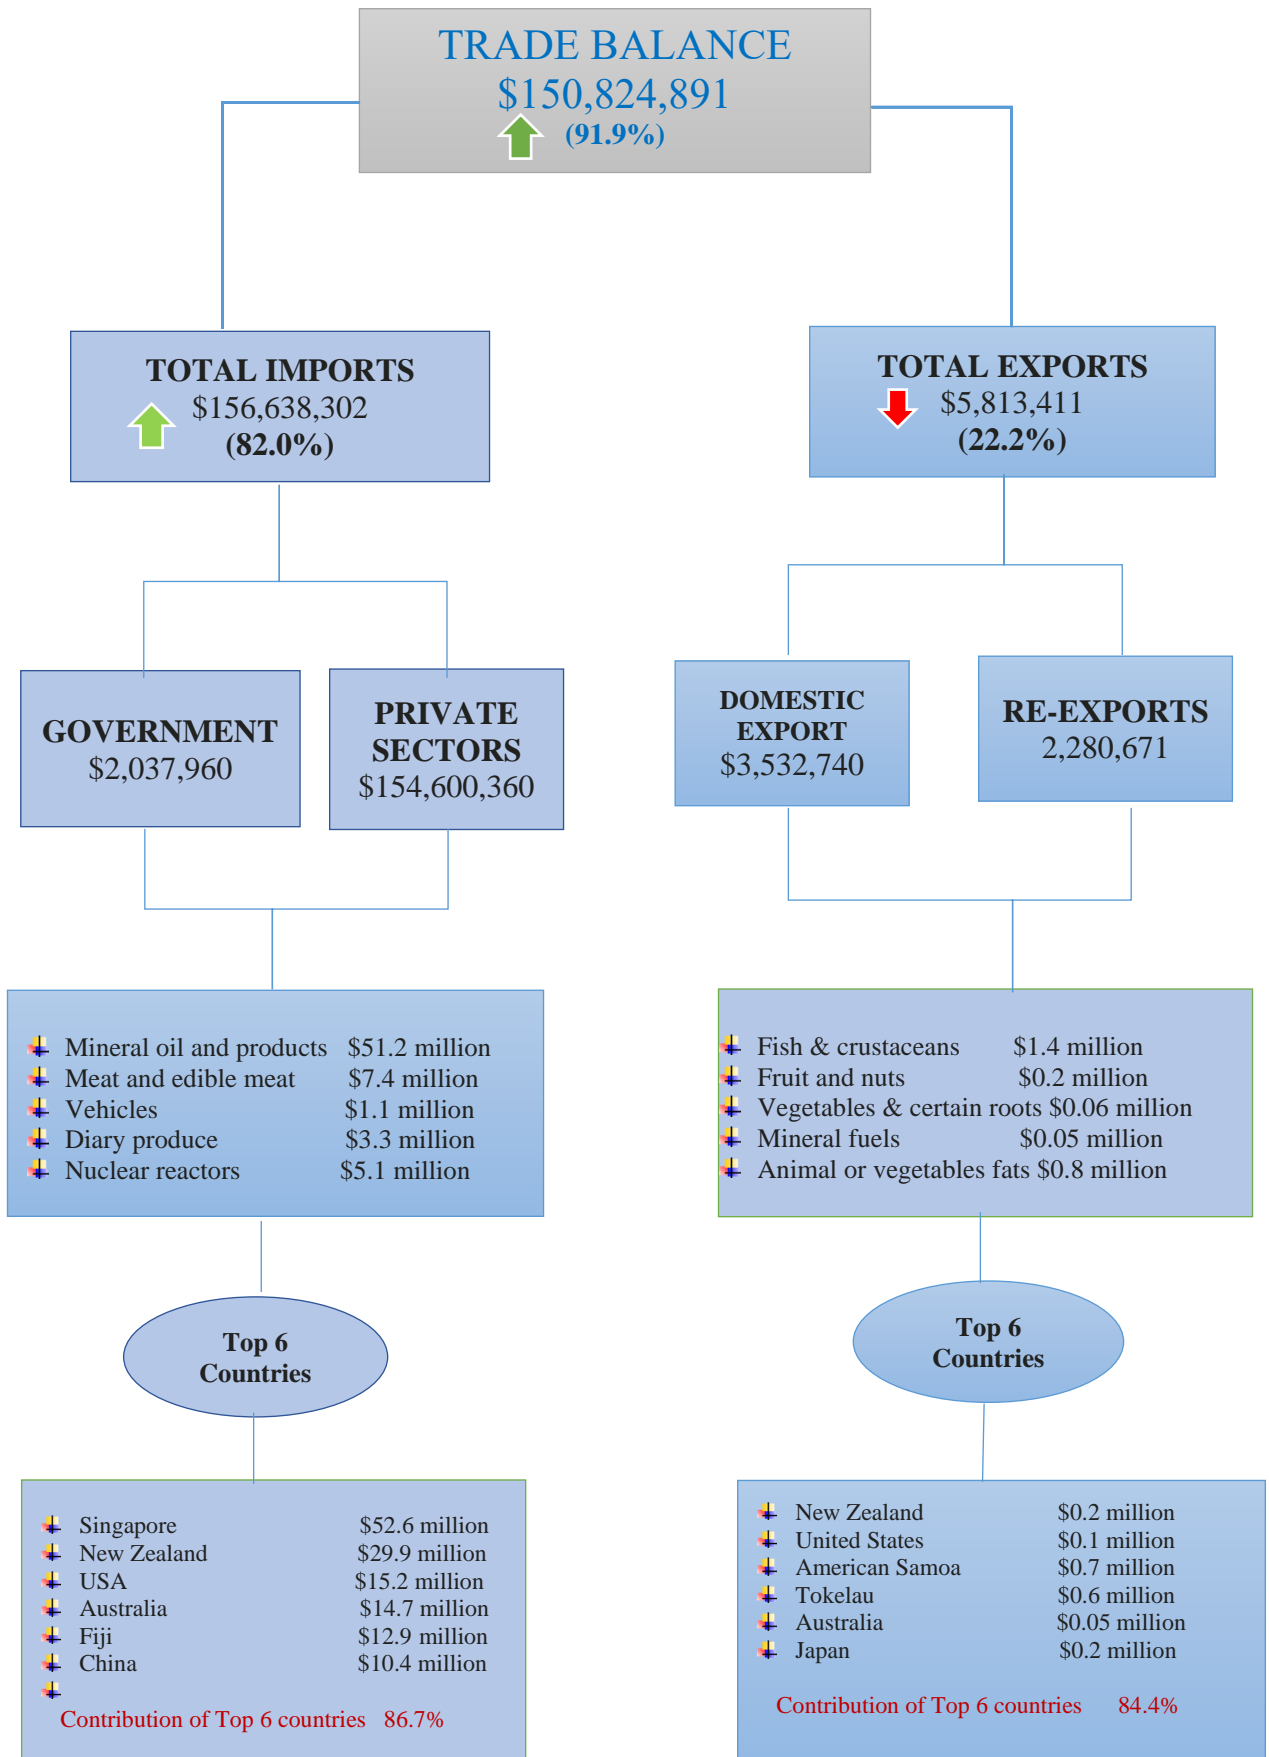 TRADE BALANCE
$150,824,891
(91.9%)
TOTAL IMPORTS
$156,638,302
(82.0%)
TOTAL EXPORTS
$5,813,411
(22.2%)
GOVERNMENT
$2,037,960
PRIVATE
SECTORS
$154,600,360
DOMESTIC
EXPORT
$3,532,740
RE-EXPORTS
2,280,671
Mineral oil and products $51.2 million
Meat and edible meat $7.4 million
Vehicles $1.1 million
Diary produce $3.3 million
Nuclear reactors $5.1 million
Fish & crustaceans $1.4 million
Fruit and nuts $0.2 million
Vegetables & certain roots $0.06 million
Mineral fuels $0.05 million
Animal or vegetables fats $0.8 million
Top 6
Countries
Top 6
Countries
Singapore $52.6 million
New Zealand $29.9 million
USA $15.2 million
Australia $14.7 million
Fiji $12.9 million
China $10.4 million
Contribution of Top 6 countries 86.7%
New Zealand $0.2 million
United States $0.1 million
American Samoa $0.7 million
Tokelau $0.6 million
Australia $0.05 million
Japan $0.2 million
Contribution of Top 6 countries 84.4%